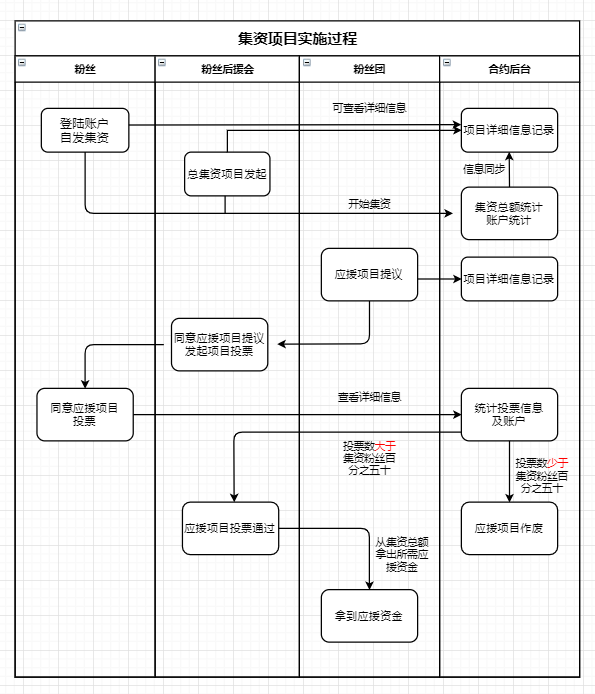 集资项目实施过程
粉丝
粉丝后援会
粉丝团
合约后台
可查看详细信息
登陆账户
自发集资
项目详细信息记录
总集资项目发起
信息同步
开始集资
集资总额统计
账户统计
应援项目提议
项目详细信息记录
同意应援项目提议
发起项目投票
查看详细信息
同意应援项目
投票
统计投票信息
及账户
投票数大于
集资粉丝百
分之五十
投票数少于
集资粉丝百
分之五十
应援项目投票通过
应援项目作废
从集资总额
拿出所需应
援资金
拿到应援资金